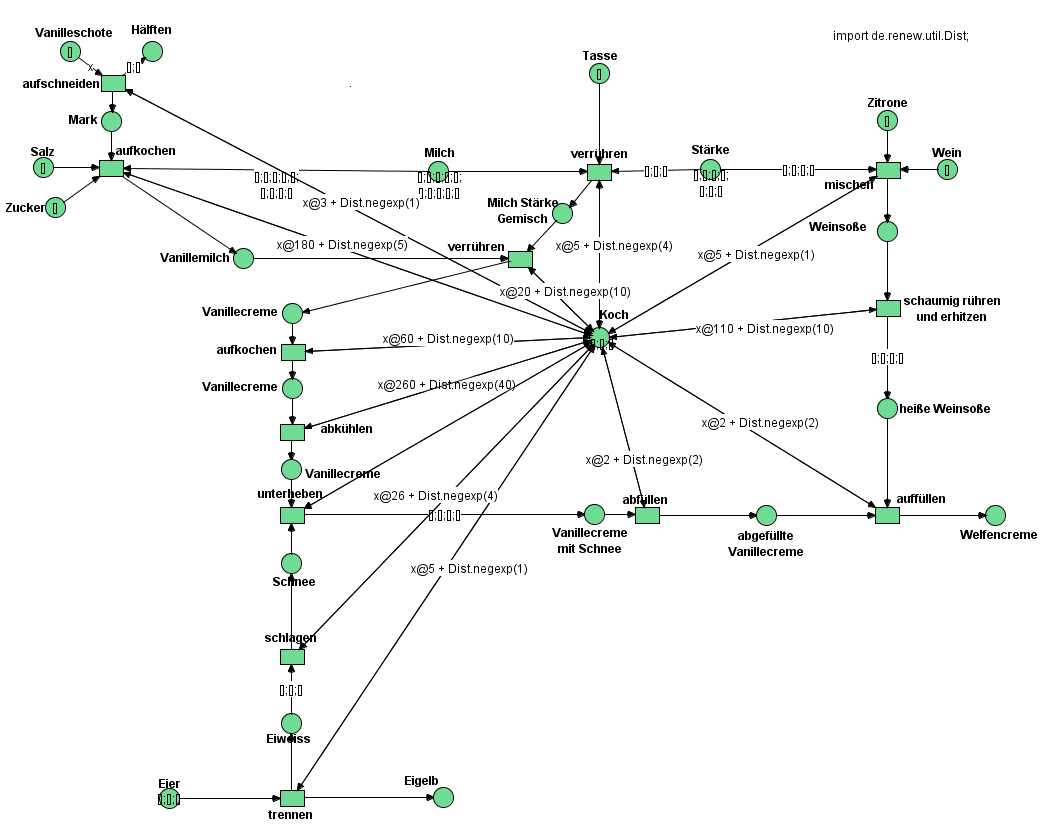 Hälften
Vanilleschote
import de.renew.util.Dist;
[];[]
x
Tasse
aufschneiden
Zitrone
Mark
aufkochen
Salz
Milch
verrühren
Stärke
Wein
[];[];[];[];[];
[];[];[];[]
[];[];[]
[];[];[];[]
mischen
x@3 + Dist.negexp(1)
Zucker
Milch Stärke
Gemisch
Weinsoße
x@180 + Dist.negexp(5)
verrühren
x@5 + Dist.negexp(4)
x@5 + Dist.negexp(1)
Vanillemilch
x@20 + Dist.negexp(10)
Vanillecreme
Koch
schaumig rühren
und erhitzen
x@110 + Dist.negexp(10)
x@60 + Dist.negexp(10)
aufkochen
[];[];[];[]
Vanillecreme
x@260 + Dist.negexp(40)
heiße Weinsoße
abkühlen
x@2 + Dist.negexp(2)
x@2 + Dist.negexp(2)
Vanillecreme
unterheben
x@26 + Dist.negexp(4)
abfüllen
auffüllen
[];[];[];[]
Vanillecreme
mit Schnee
abgefüllte
Vanillecreme
Welfencreme
x@5 + Dist.negexp(1)
Schnee
schlagen
[];[];[]
Eiweiss
Eier
[];[];[]
Eigelb
trennen